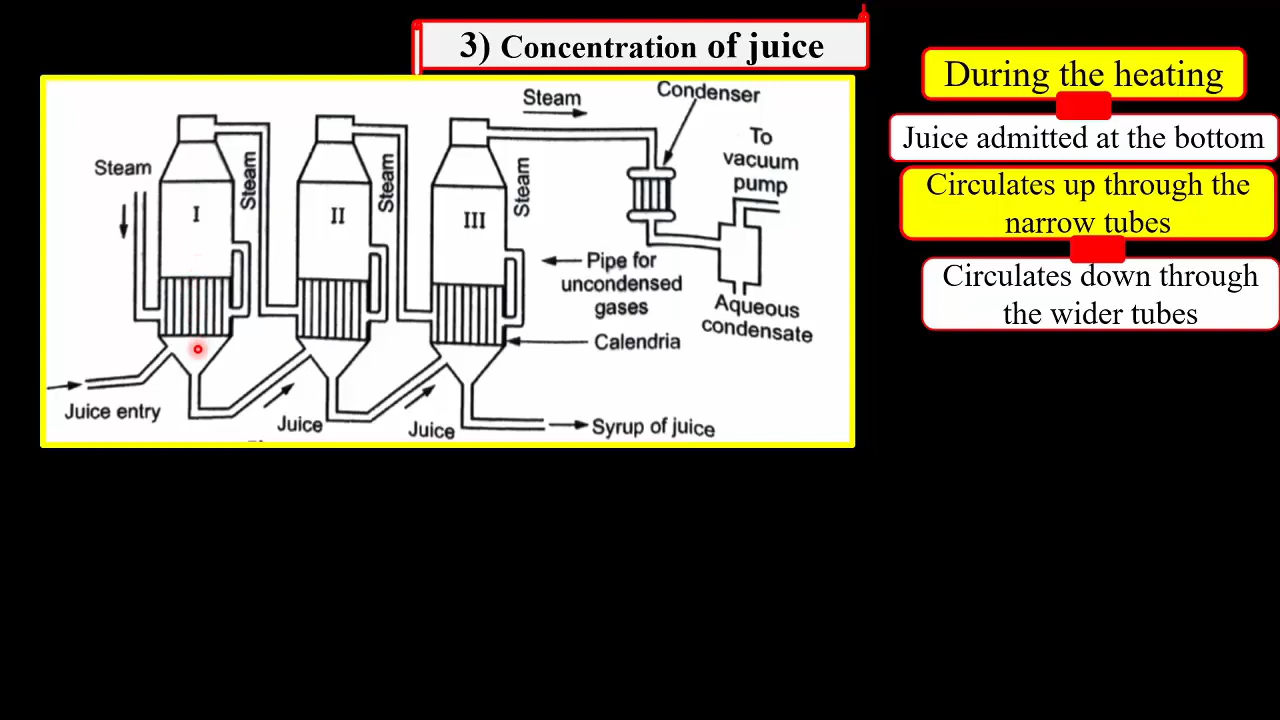 3) Concentration of juice
During the heating
Juice admitted at the bottom
Circulates up through the
narrow tubes
Circulates down through
the wider tubes
Steam
Condenser
To
vacuum
pump
Steam
Steam
Steam
Steam
I
II
III
Pipe for
uncondensed
gases
Aqueous
condensate
Calendria
Juice entry
Juice
Juice
Syrup of juice